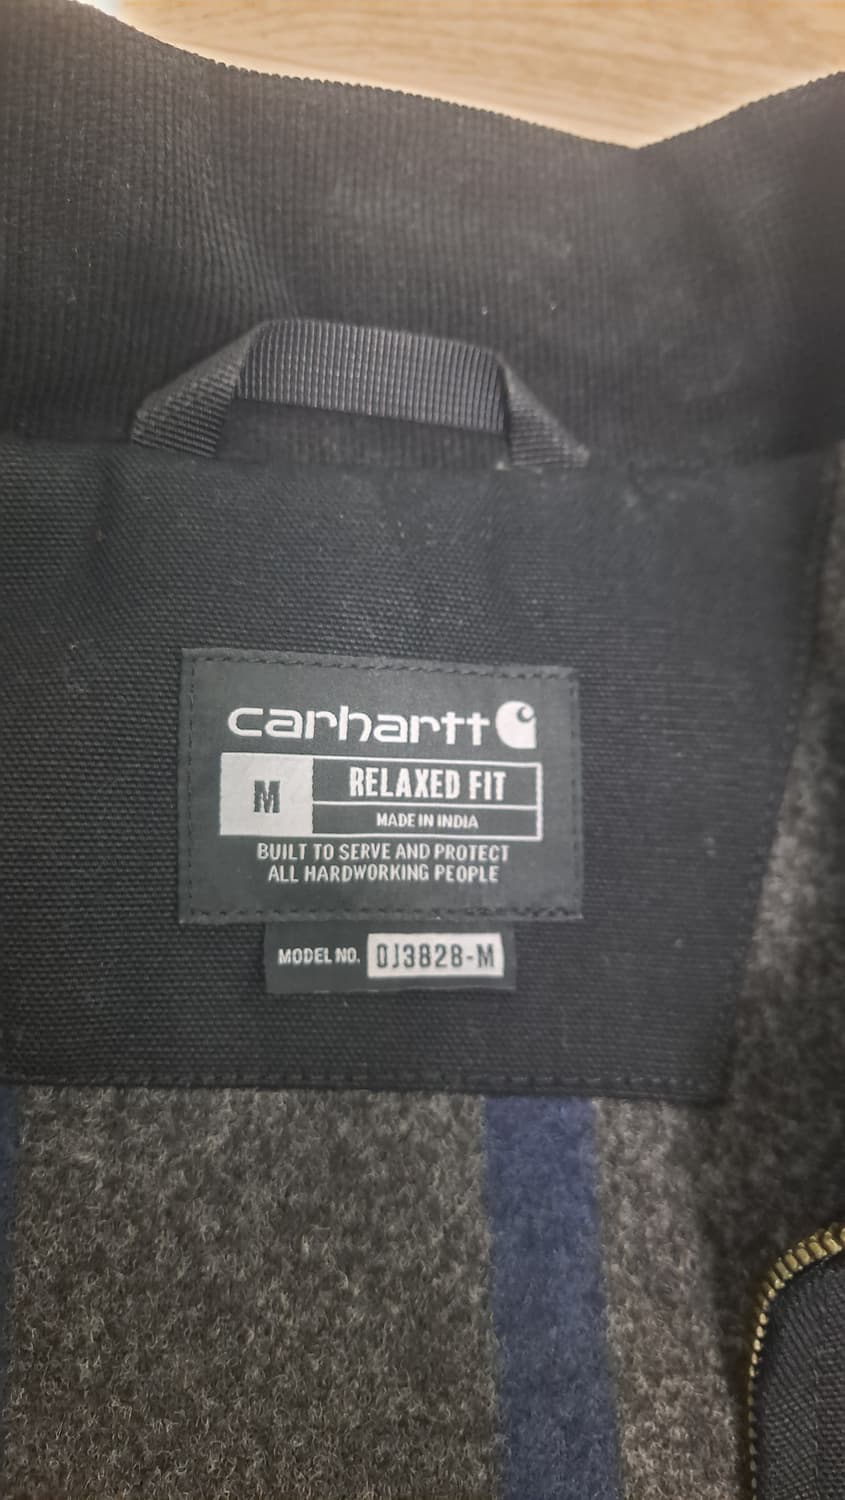 carhartt
M
RELAXED FIT
MADE IN INDIA
BUILT TO SERVE AND PROTECT
ALL HARDWORKING PEOPLE
MODEL NO. OJ3828-M